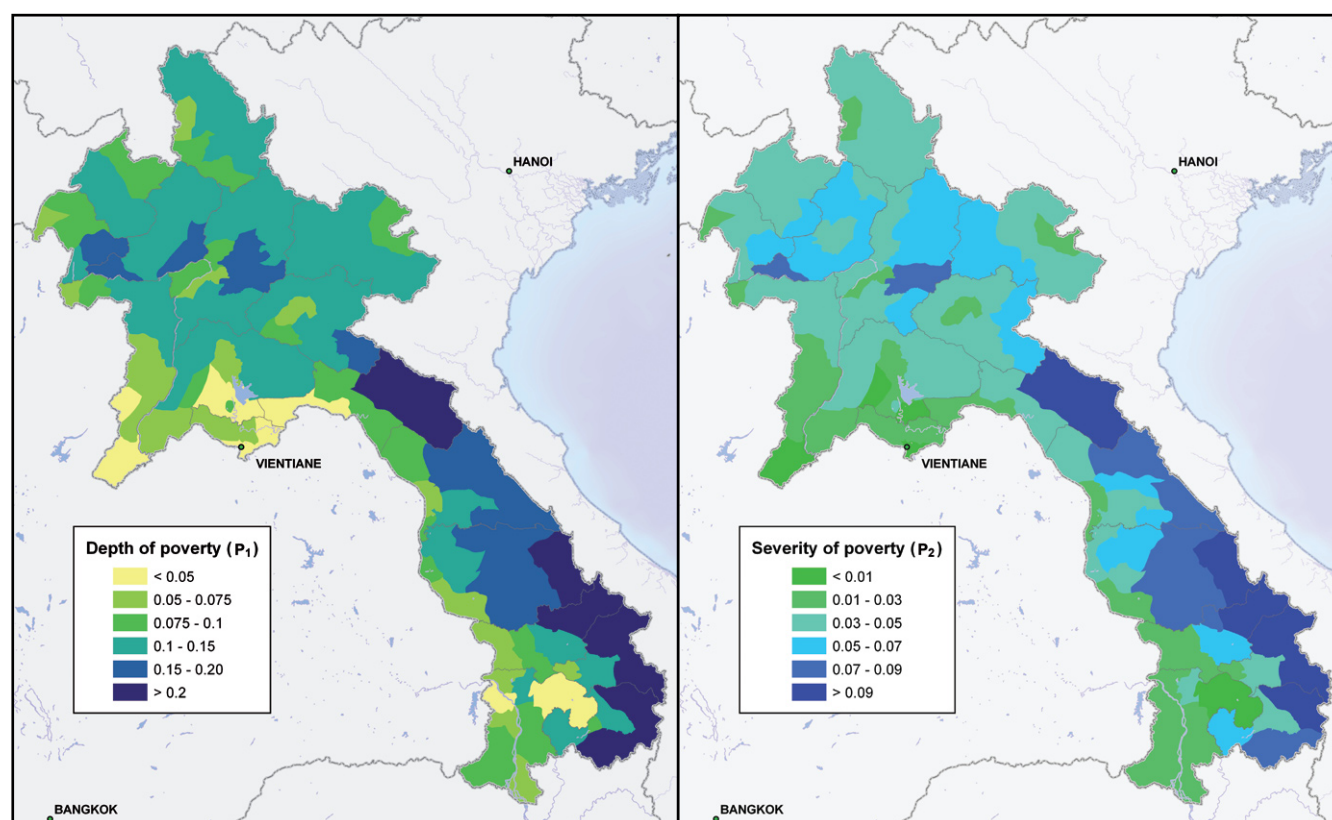 HANOI
VIENTIANE
Depth of poverty (P₁)
< 0.05
0.05 - 0.075
0.075 - 0.1
0.1 - 0.15
0.15 - 0.20
> 0.2
BANGKOK
HANOI
VIENTIANE
Severity of poverty (P₂)
< 0.01
0.01 - 0.03
0.03 - 0.05
0.05 - 0.07
0.07 - 0.09
> 0.09
BANGKOK